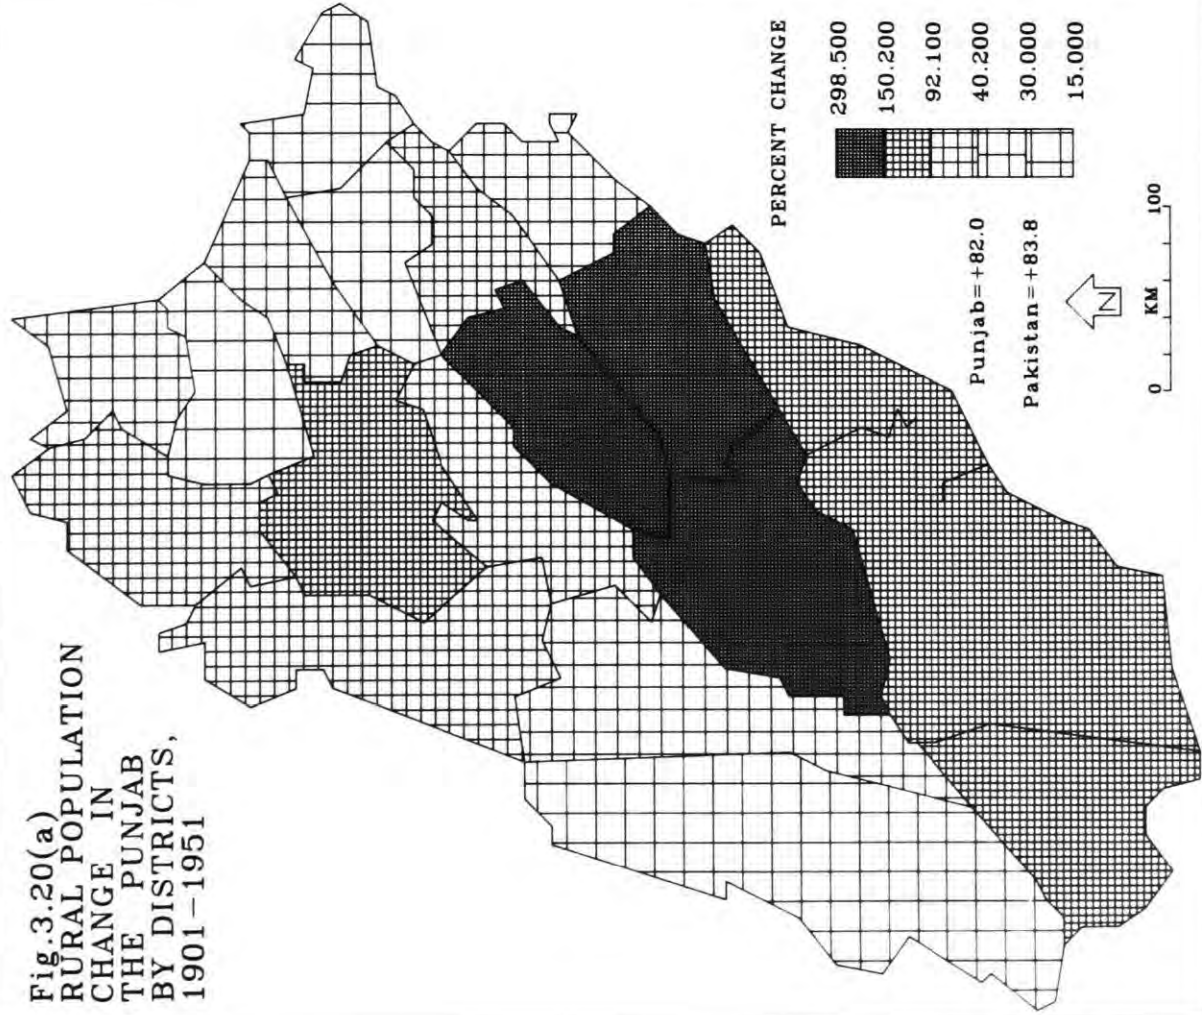 Fig.3.20(a)
RURAL POPULATION
CHANGE IN
THE PUNJAB
BY DISTRICTS,
1901-1951
PERCENT CHANGE
298.500
150.200
92.100
40.200
30.000
15.000
Punjab=+82.0
Pakistan=+83.8
N
0 KM 100